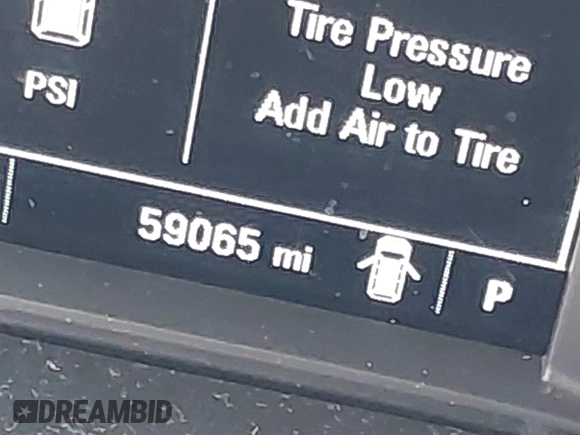 Tire Pressure
Low
Add Air to Tire
PSI
59065 mi
P
DREAMBID